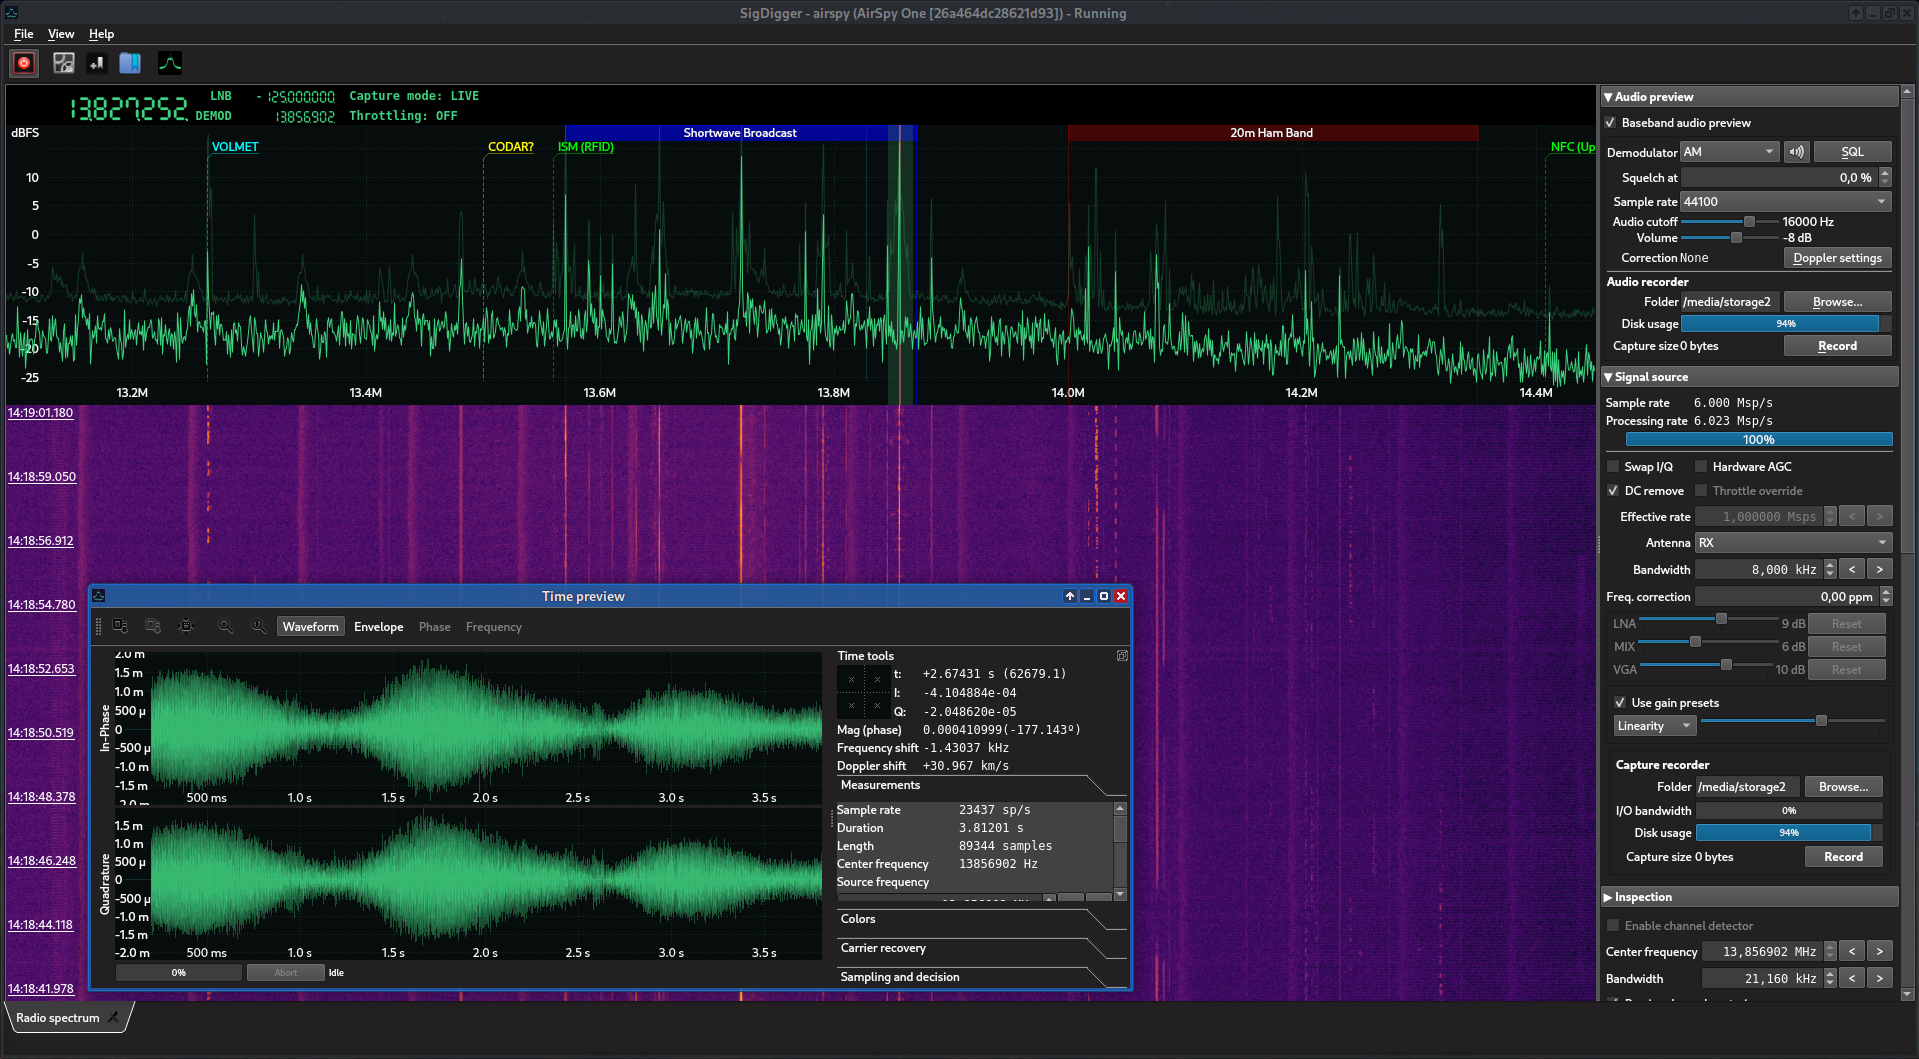 SigDigger - airspy (AirSpy One [26a464dc28621d93]) - Running
File View Help
13.827.252. LNB - 125.000.000. Capture mode: LIVE
DEMOD 13.856.902. Throttling: OFF
dBFS
Shortwave Broadcast
20m Ham Band
VOLMET
CODAR?
ISM (RFID)
NFC (Up
10
5
0
-5
-10
-15
-20
-25
13.2M 13.4M 13.6M 13.8M 14.0M 14.2M 14.4M
14:19:01.180
14:18:59.050
14:18:56.912
14:18:54.780
14:18:52.653
14:18:50.519
14:18:48.378
14:18:46.248
14:18:44.118
14:18:41.978
Time preview
Waveform Envelope Phase Frequency
In-Phase
2.0 m
1.5 m
1.0 m
500 µ
0
-500 µ
-1.0 m
-1.5 m
-2.0 m
500 ms 1.0 s 1.5 s 2.0 s 2.5 s 3.0 s 3.5 s
Quadrature
1.5 m
1.0 m
500 µ
0
-500 µ
-1.0 m
-1.5 m
-2.0 m
500 ms 1.0 s 1.5 s 2.0 s 2.5 s 3.0 s 3.5 s
0% Abort Idle
Time tools
t: +2.67431 s (62679.1)
I: -4.104884e-04
Q: -2.048620e-05
Mag (phase) 0.000410999(-177.143º)
Frequency shift -1.43037 kHz
Doppler shift +30.967 km/s
Measurements
Sample rate 23437 sp/s
Duration 3.81201 s
Length 89344 samples
Center frequency 13856902 Hz
Source frequency
Colors
Carrier recovery
Sampling and decision
Radio spectrum
Audio preview
Baseband audio preview
Demodulator AM SQL
Squelch at 0,0 %
Sample rate 44100
Audio cutoff 16000 Hz
Volume -8 dB
Correction None Doppler settings
Audio recorder
Folder /media/storage2 Browse...
Disk usage 94%
Capture size 0 bytes Record
Signal source
Sample rate 6.000 Msp/s
Processing rate 6.023 Msp/s
100%
Swap I/Q Hardware AGC
DC remove Throttle override
Effective rate 1,000000 Msps < >
Antenna RX
Bandwidth 8,000 kHz < >
Freq. correction 0,00 ppm
LNA 9 dB Reset
MIX 6 dB Reset
VGA 10 dB Reset
Use gain presets
Linearity
Capture recorder
Folder /media/storage2 Browse...
I/O bandwidth 0%
Disk usage 94%
Capture size 0 bytes Record
Inspection
Enable channel detector
Center frequency 13,856902 MHz < >
Bandwidth 21,160 kHz < >